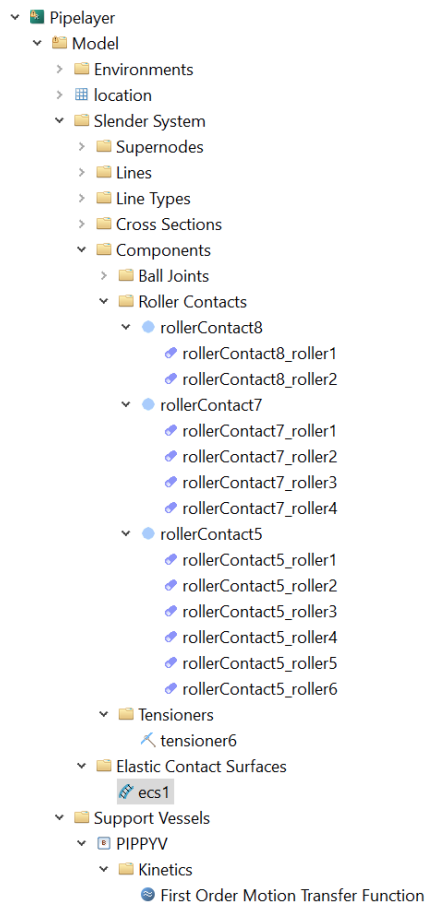 Pipelayer
Model
Environments
location
Slender System
Supernodes
Lines
Line Types
Cross Sections
Components
Ball Joints
Roller Contacts
rollerContact8
rollerContact8_roller1
rollerContact8_roller2
rollerContact7
rollerContact7_roller1
rollerContact7_roller2
rollerContact7_roller3
rollerContact7_roller4
rollerContact5
rollerContact5_roller1
rollerContact5_roller2
rollerContact5_roller3
rollerContact5_roller4
rollerContact5_roller5
rollerContact5_roller6
Tensioners
tensioner6
Elastic Contact Surfaces
ecs1
Support Vessels
PIPPYV
Kinetics
First Order Motion Transfer Function